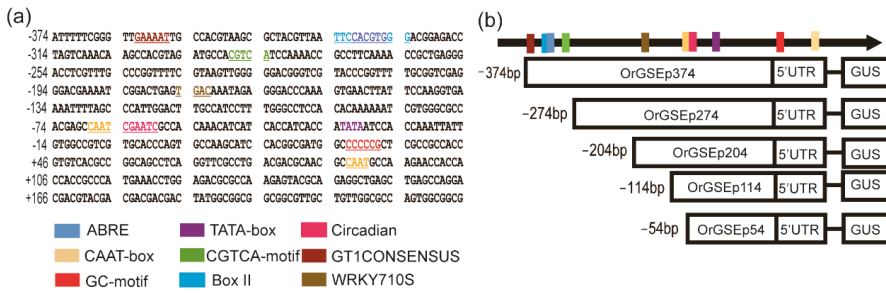 (a)
-374 ATTTTTCGGG TTGAAAATTG CCACGTAAGC GCTACGTTAA TTCCACGTGG GACGGAGACC
-314 TAGTCAAACA AGCCACGTAG ATGCCACGTC ATCCAAAACC GCCTTCAAAA CCGCTGAGGG
-254 ACCTCGTTTG CCCGGTTTTC GTAAGTTGGG GGACGGGTCG TACCCGGTTT TGCGGTGAGT
-194 GGACGAAAAT CGGACTGAGT TGACAAATAGA GGGACCCAAA GTGAACTTAT TCCAAGGTGA
-134 AAATTTTAGC CCATTGGACT TGCCATCCTT TTGGGCCTCC ACACAAAAAT CGTGGGCGCC
-74 ACGAGCCAAT CGAATCGCCA CAAACATCAT CACCATCACC ATATAATCCA CCAAATTATT
-14 GTGGCCGTCG TGCACCCAGT GCCAAGCATC CACGGCGATG GCCCCCCGCT CGCCGCCACC
+46 GTGTCACGCC GGCAGCCTCA GGTTCGCCTG ACGACGCAAC GCCAATGCCA AGAACCACCA
+106 CCACCGCCCA TGAAACCTGG AGACGCGCCA AGAGTACGCA GAGGCTGAGC TGAGCCAGGA
+166 CGACGTACGA CGACGACGAC TATGGCGGCG GCGGCGTTGC TGTTGGCGCC AGTGGCGGCG
ABRE TATA-box Circadian
CAAT-box CGTCA-motif GT1CONSENSUS
GC-motif Box II WRKY710S
(b)
-374bp OrGSEp374 5'UTR GUS
-274bp OrGSEp274 5'UTR GUS
-204bp OrGSEp204 5'UTR GUS
-114bp OrGSEp114 5'UTR GUS
-54bp OrGSEp54 5'UTR GUS